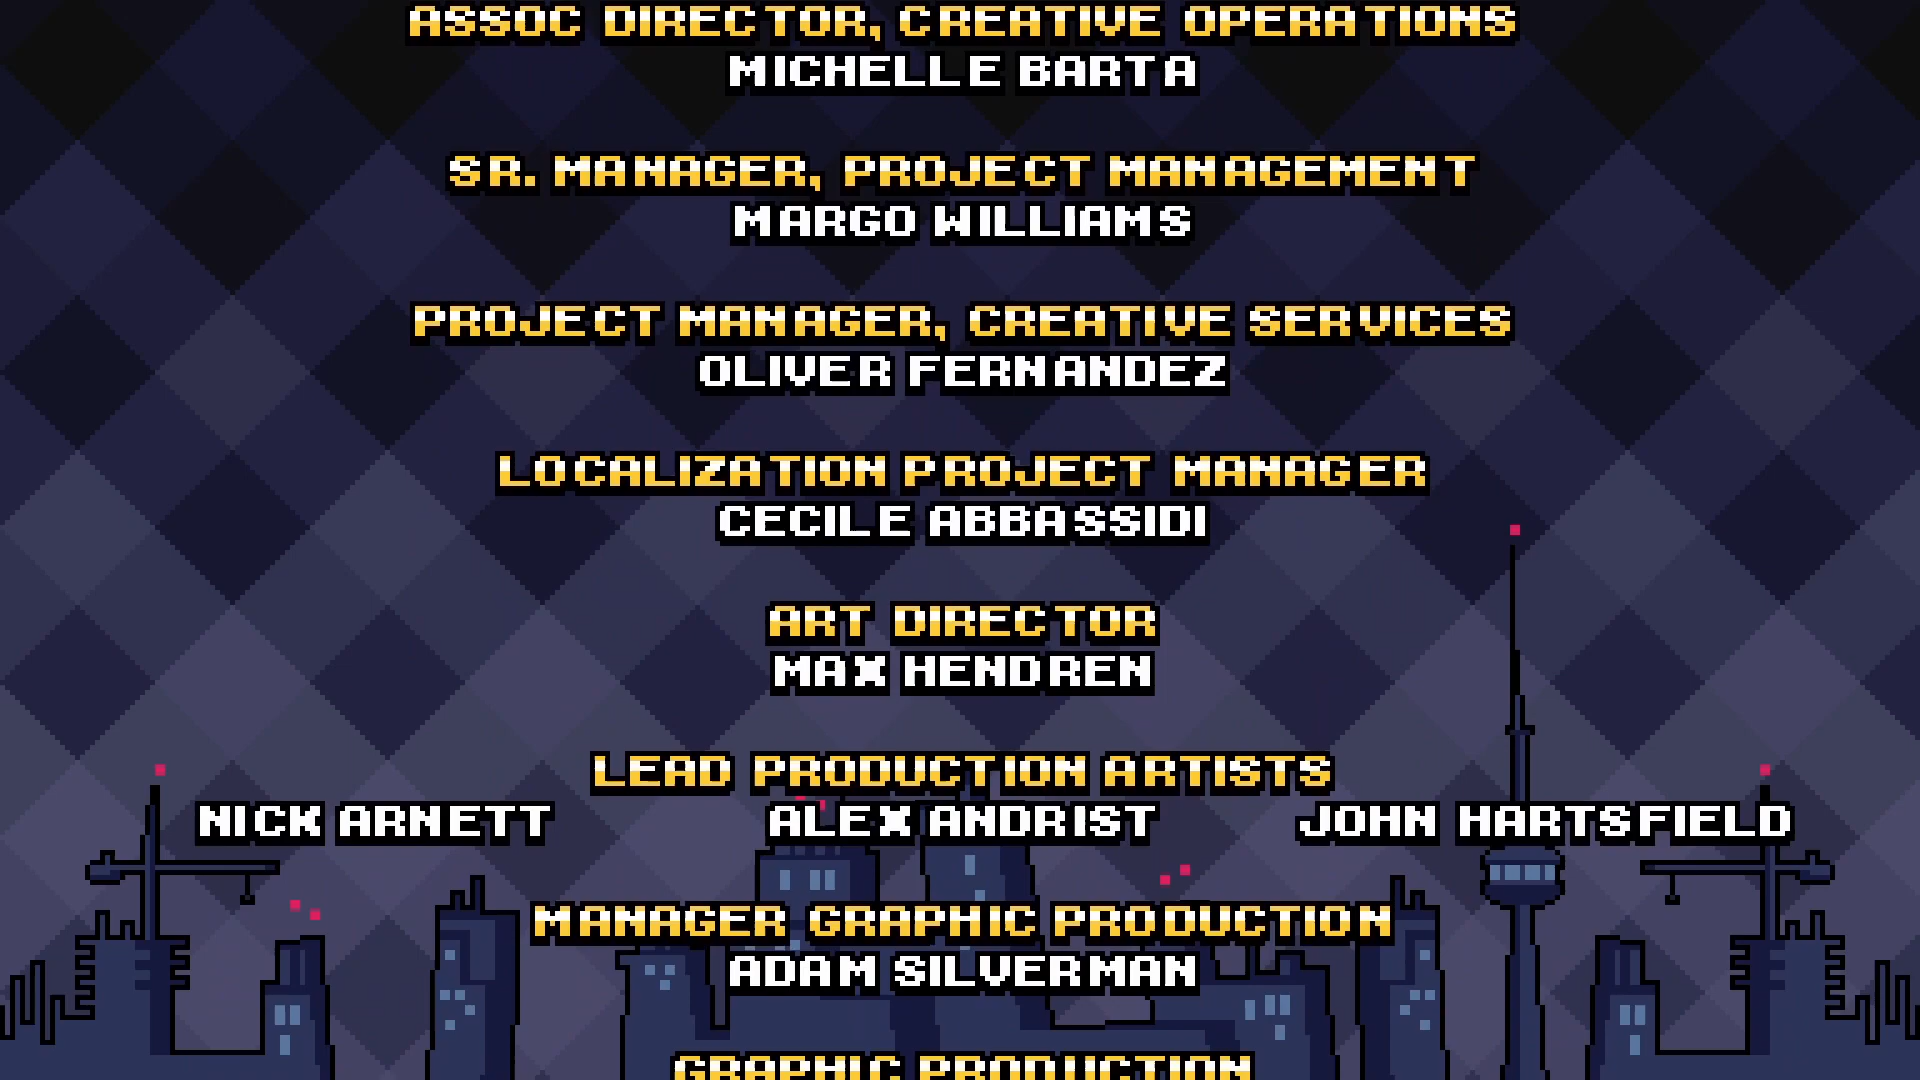 ASSOC DIRECTOR, CREATIVE OPERATIONS
MICHELLE BARTA
SR. MANAGER, PROJECT MANAGEMENT
MARGO WILLIAMS
PROJECT MANAGER, CREATIVE SERVICES
OLIVER FERNANDEZ
LOCALIZATION PROJECT MANAGER
CECILE ABBASSIDI
ART DIRECTOR
MAX HENDREN
LEAD PRODUCTION ARTISTS
NICK ARNETT ALEX ANDRIST JOHN HARTSFIELD
MANAGER GRAPHIC PRODUCTION
ADAM SILVERMAN
GRAPHIC PRODUCTION